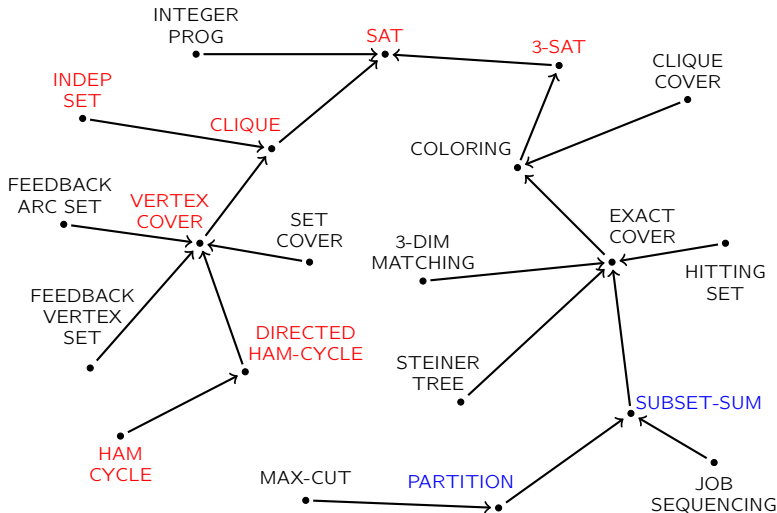 INTEGER
PROG
SAT
3-SAT
CLIQUE
COVER
INDEP
SET
CLIQUE
COLORING
FEEDBACK
ARC SET
VERTEX
COVER
SET
COVER
3-DIM
MATCHING
EXACT
COVER
HITTING
SET
FEEDBACK
VERTEX
SET
DIRECTED
HAM-CYCLE
STEINER
TREE
SUBSET-SUM
HAM
CYCLE
MAX-CUT
PARTITION
JOB
SEQUENCING